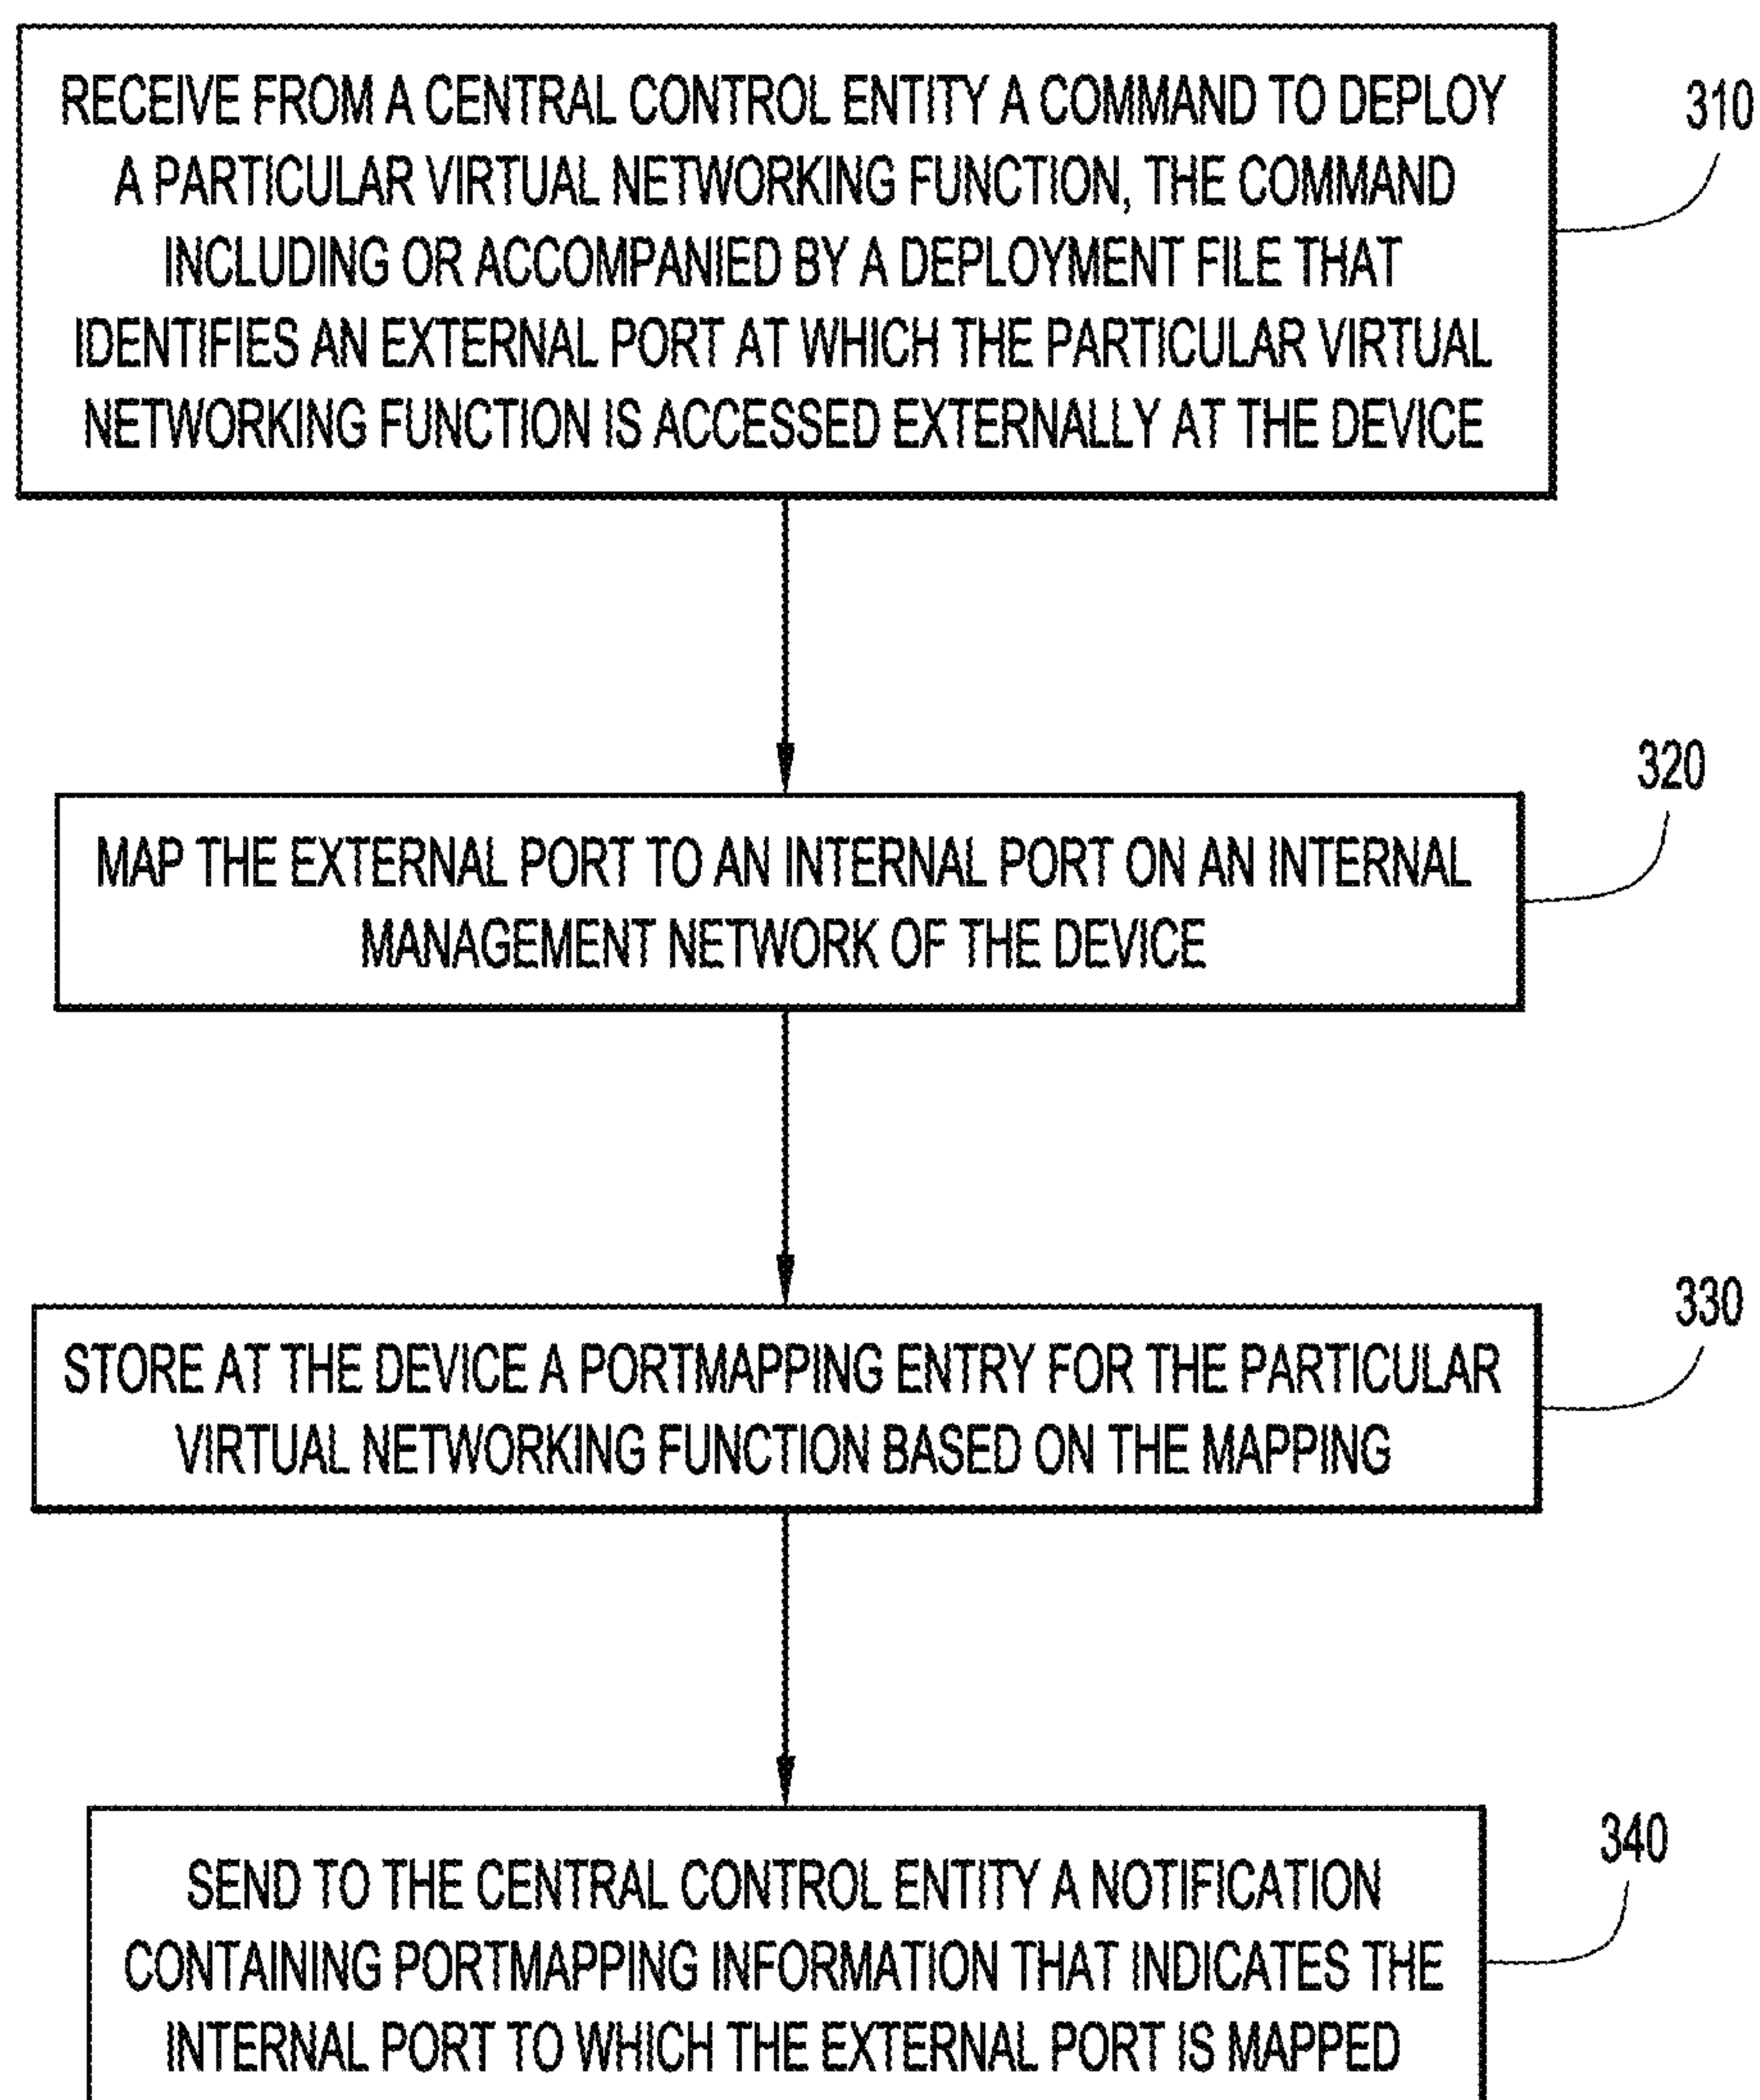 RECEIVE FROM A CENTRAL CONTROL ENTITY A COMMAND TO DEPLOY
A PARTICULAR VIRTUAL NETWORKING FUNCTION, THE COMMAND
INCLUDING OR ACCOMPANIED BY A DEPLOYMENT FILE THAT
IDENTIFIES AN EXTERNAL PORT AT WHICH THE PARTICULAR VIRTUAL
NETWORKING FUNCTION IS ACCESSED EXTERNALLY AT THE DEVICE
310
MAP THE EXTERNAL PORT TO AN INTERNAL PORT ON AN INTERNAL
MANAGEMENT NETWORK OF THE DEVICE
320
STORE AT THE DEVICE A PORTMAPPING ENTRY FOR THE PARTICULAR
VIRTUAL NETWORKING FUNCTION BASED ON THE MAPPING
330
SEND TO THE CENTRAL CONTROL ENTITY A NOTIFICATION
CONTAINING PORTMAPPING INFORMATION THAT INDICATES THE
INTERNAL PORT TO WHICH THE EXTERNAL PORT IS MAPPED
340